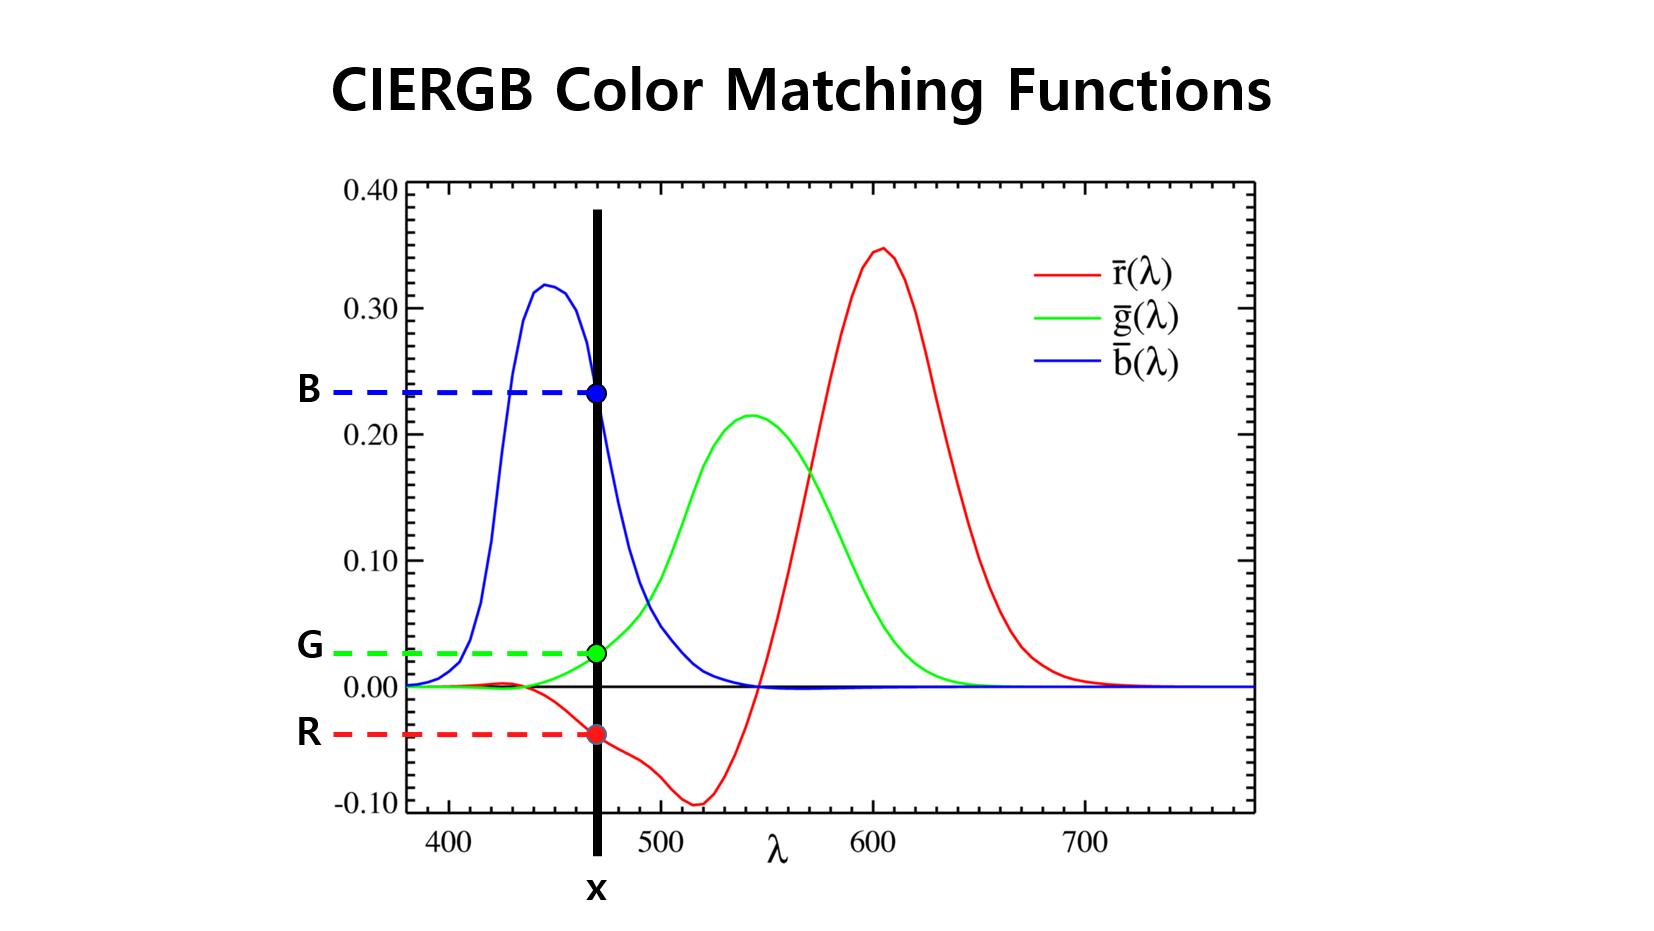 CIERGB Color Matching Functions
0.40
0.30
0.20
0.10
0.00
-0.10
B
G
R
r̄(λ)
ḡ(λ)
b̄(λ)
400 500 λ 600 700
x